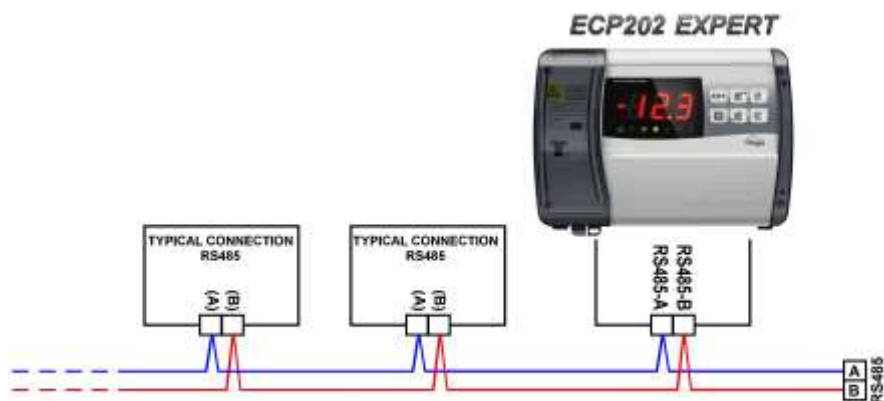 ECP202 EXPERT
-12.3
TYPICAL CONNECTION
RS485
(A)
(B)
TYPICAL CONNECTION
RS485
(A)
(B)
RS485-A
RS485-B
A
B
RS485